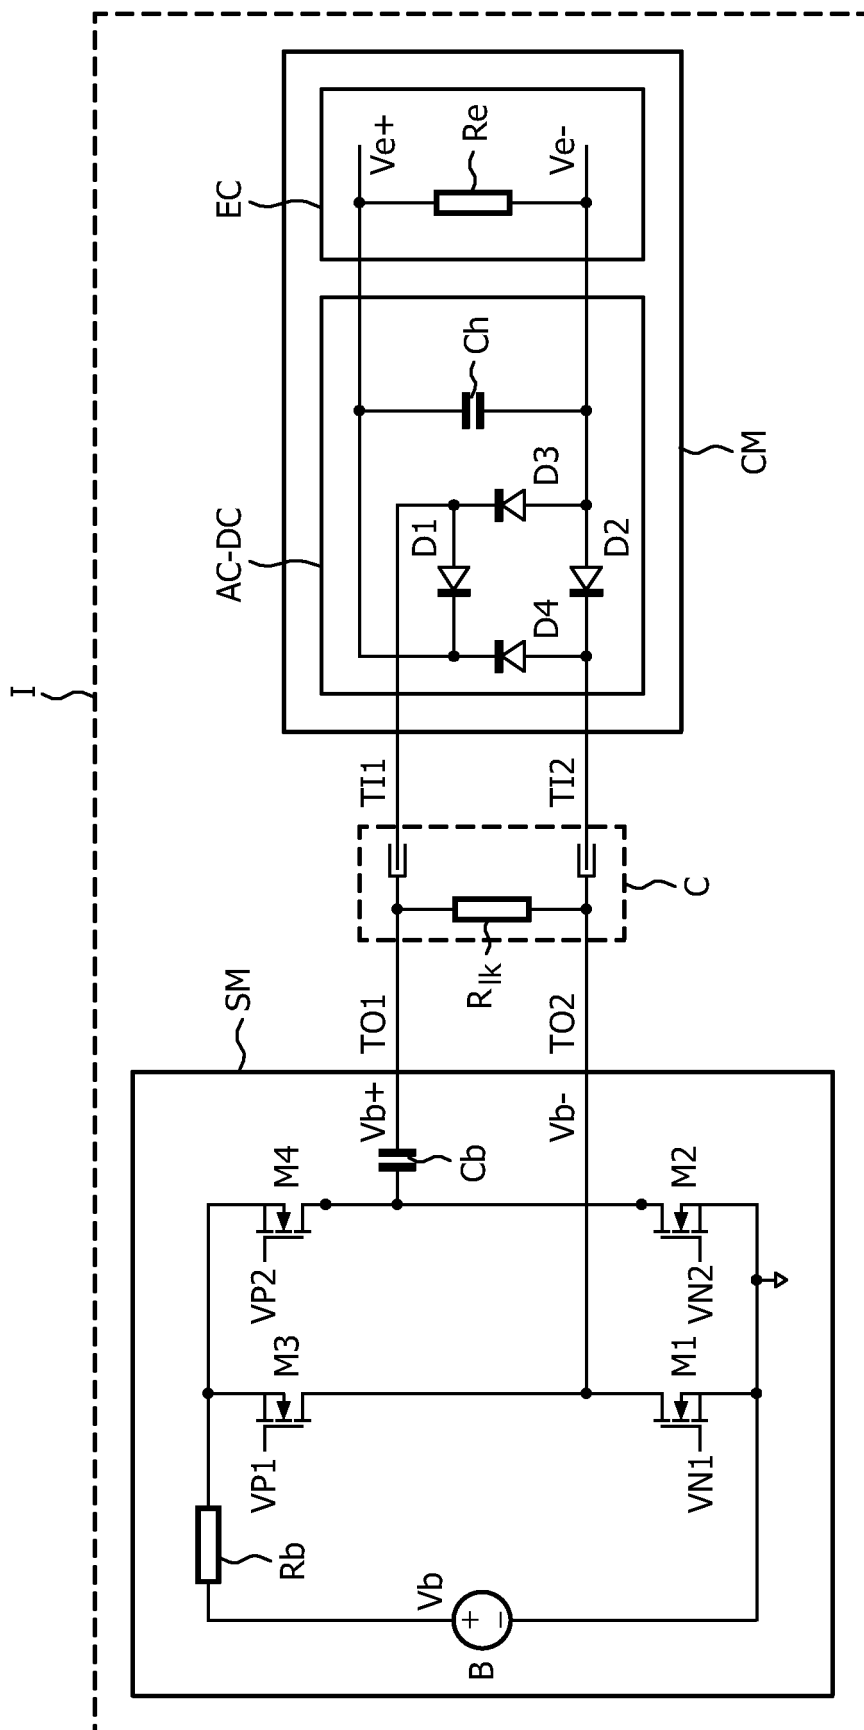 I
SM
B
+
−
Vb
Rb
VP1
M3
VP2
M4
VN1
M1
VN2
M2
Cb
Vb+
Vb-
TO1
TO2
Rlk
C
TI1
TI2
CM
AC-DC
D1
D2
D3
D4
Ch
EC
Ve+
Re
Ve-